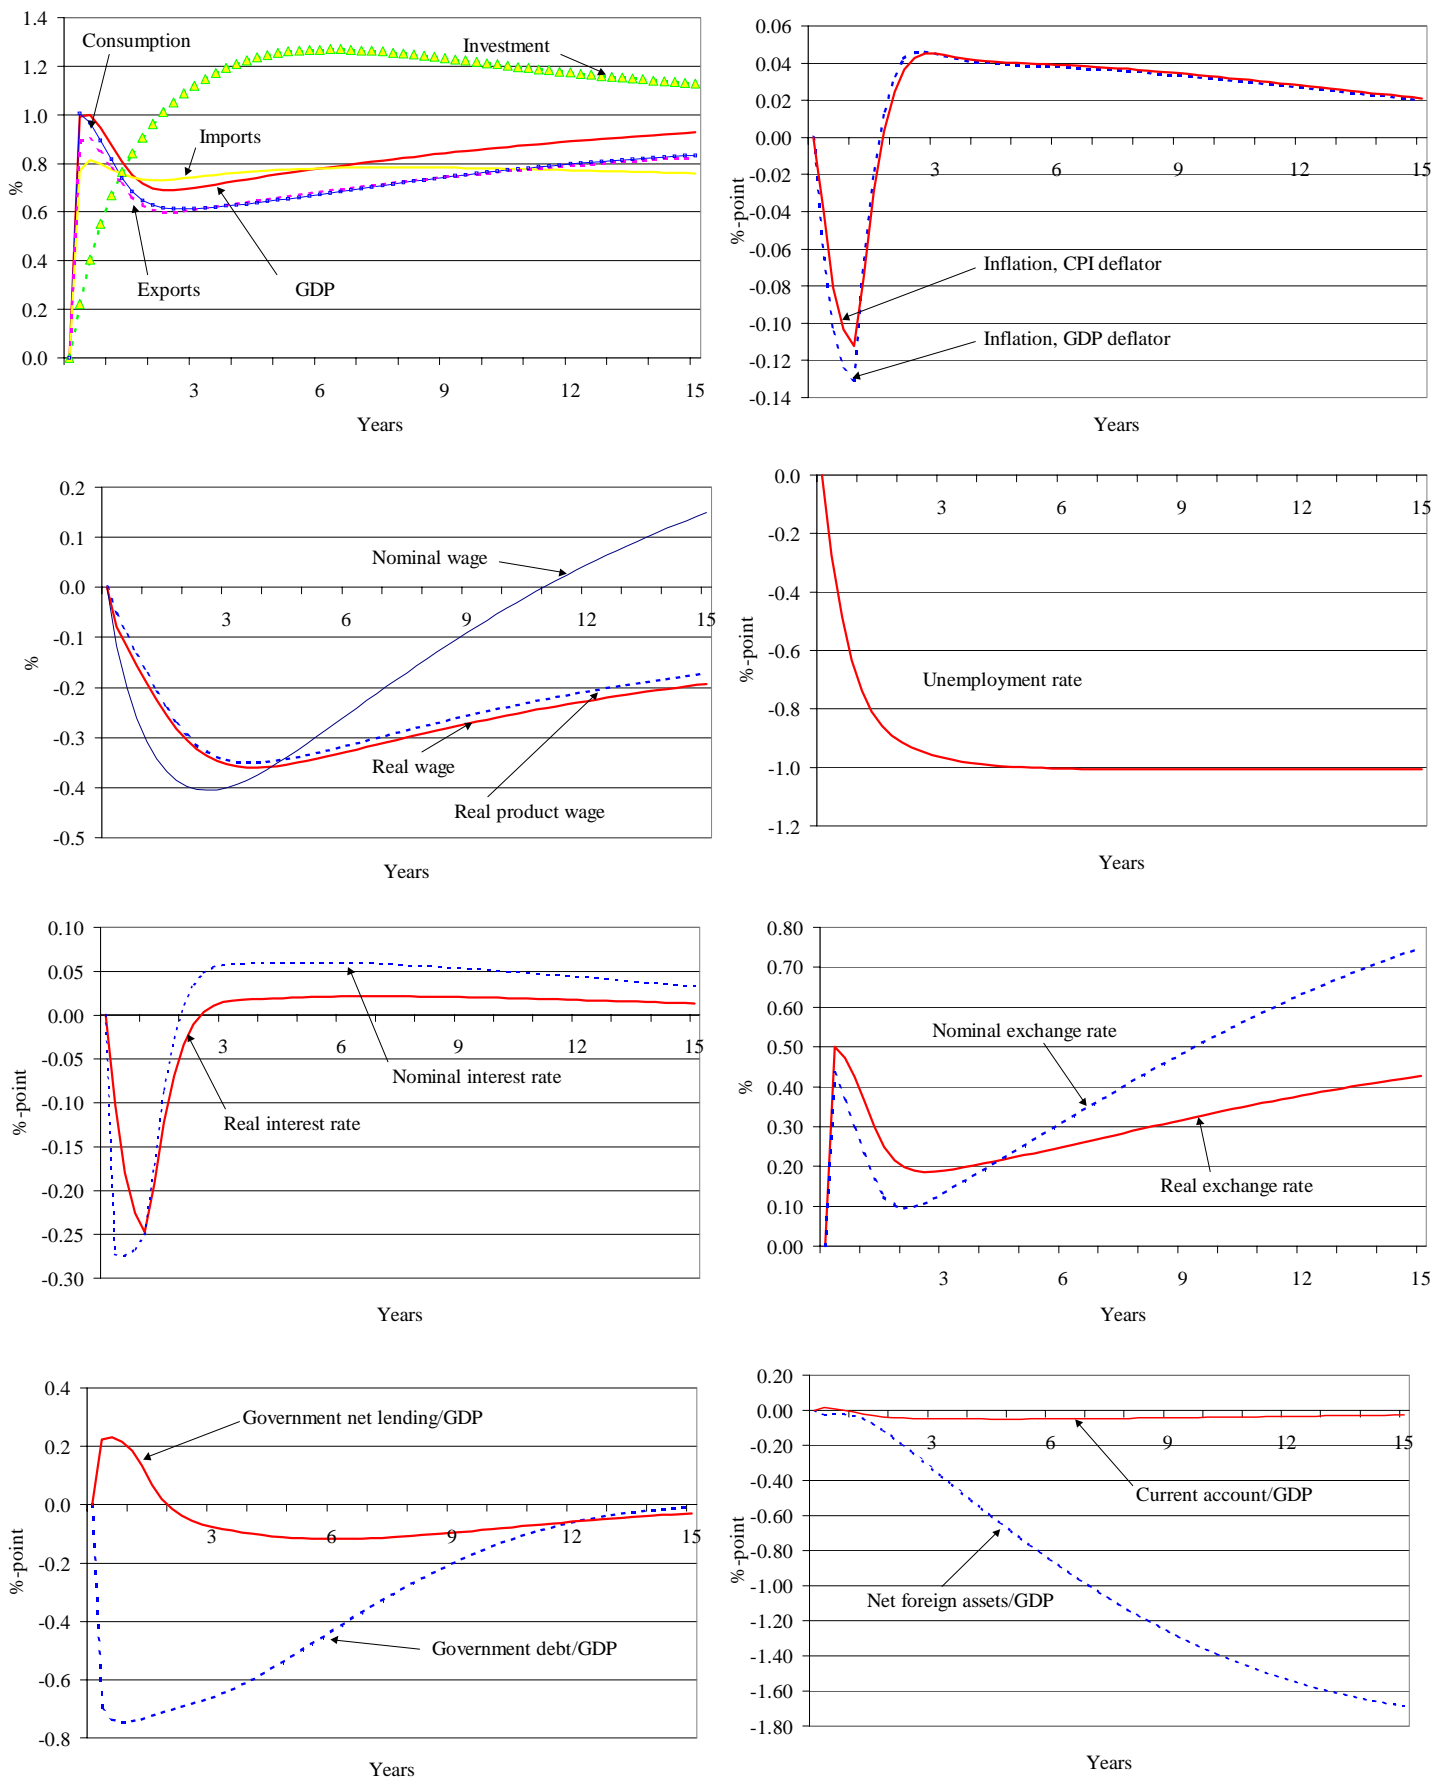 1.4
1.2
1.0
0.8
0.6
0.4
0.2
0.0
%
Consumption
Investment
Imports
Exports
GDP
3 6 9 12 15
Years
0.06
0.04
0.02
0.00
-0.02
-0.04
-0.06
-0.08
-0.10
-0.12
-0.14
%-point
3 6 9 12 15
Inflation, CPI deflator
Inflation, GDP deflator
Years
0.2
0.1
0.0
-0.1
-0.2
-0.3
-0.4
-0.5
%
Nominal wage
3 6 9 12 15
Real wage
Real product wage
Years
0.0
-0.2
-0.4
-0.6
-0.8
-1.0
-1.2
%-point
3 6 9 12 15
Unemployment rate
Years
0.10
0.05
0.00
-0.05
-0.10
-0.15
-0.20
-0.25
-0.30
%-point
3 6 9 12 15
Nominal interest rate
Real interest rate
Years
0.80
0.70
0.60
0.50
0.40
0.30
0.20
0.10
0.00
%
Nominal exchange rate
Real exchange rate
3 6 9 12 15
Years
0.4
0.2
0.0
-0.2
-0.4
-0.6
-0.8
%-point
Government net lending/GDP
3 6 9 12 15
Government debt/GDP
Years
0.20
0.00
-0.20
-0.40
-0.60
-0.80
-1.00
-1.20
-1.40
-1.60
-1.80
%-point
3 6 9 12 15
Current account/GDP
Net foreign assets/GDP
Years